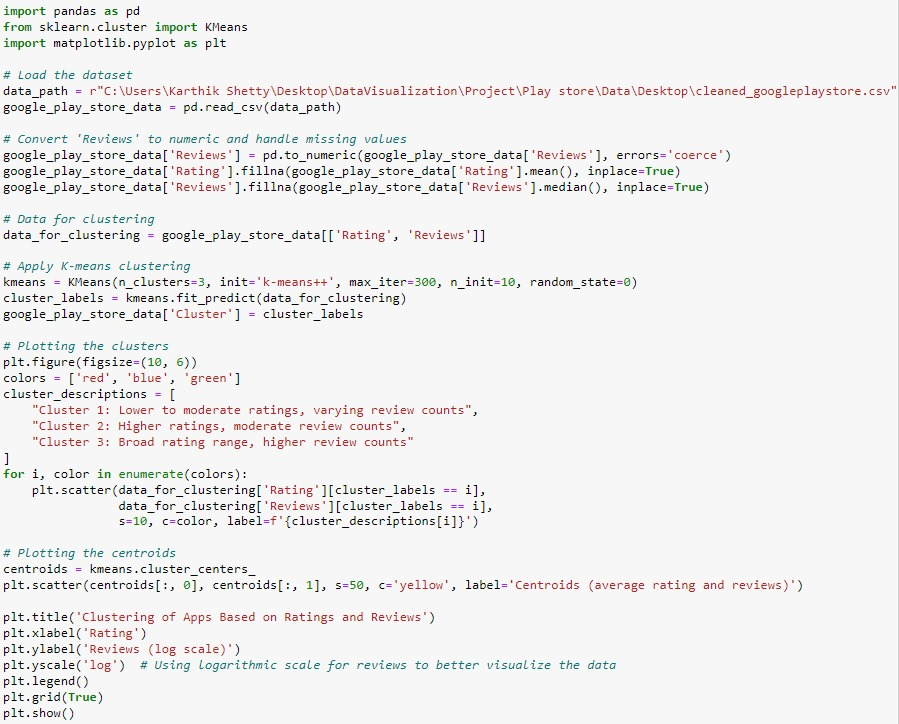 import pandas as pd
from sklearn.cluster import KMeans
import matplotlib.pyplot as plt

# Load the dataset
data_path = r"C:\Users\Karthik Shetty\Desktop\DataVisualization\Project\Play store\Data\Desktop\cleaned_googleplaystore.csv"
google_play_store_data = pd.read_csv(data_path)

# Convert 'Reviews' to numeric and handle missing values
google_play_store_data['Reviews'] = pd.to_numeric(google_play_store_data['Reviews'], errors='coerce')
google_play_store_data['Rating'].fillna(google_play_store_data['Rating'].mean(), inplace=True)
google_play_store_data['Reviews'].fillna(google_play_store_data['Reviews'].median(), inplace=True)

# Data for clustering
data_for_clustering = google_play_store_data[['Rating', 'Reviews']]

# Apply K-means clustering
kmeans = KMeans(n_clusters=3, init='k-means++', max_iter=300, n_init=10, random_state=0)
cluster_labels = kmeans.fit_predict(data_for_clustering)
google_play_store_data['Cluster'] = cluster_labels

# Plotting the clusters
plt.figure(figsize=(10, 6))
colors = ['red', 'blue', 'green']
cluster_descriptions = [
    "Cluster 1: Lower to moderate ratings, varying review counts",
    "Cluster 2: Higher ratings, moderate review counts",
    "Cluster 3: Broad rating range, higher review counts"
]
for i, color in enumerate(colors):
    plt.scatter(data_for_clustering['Rating'][cluster_labels == i],
                data_for_clustering['Reviews'][cluster_labels == i],
                s=10, c=color, label=f'{cluster_descriptions[i]}')

# Plotting the centroids
centroids = kmeans.cluster_centers_
plt.scatter(centroids[:, 0], centroids[:, 1], s=50, c='yellow', label='Centroids (average rating and reviews)')

plt.title('Clustering of Apps Based on Ratings and Reviews')
plt.xlabel('Rating')
plt.ylabel('Reviews (log scale)')
plt.yscale('log')  # Using logarithmic scale for reviews to better visualize the data
plt.legend()
plt.grid(True)
plt.show()